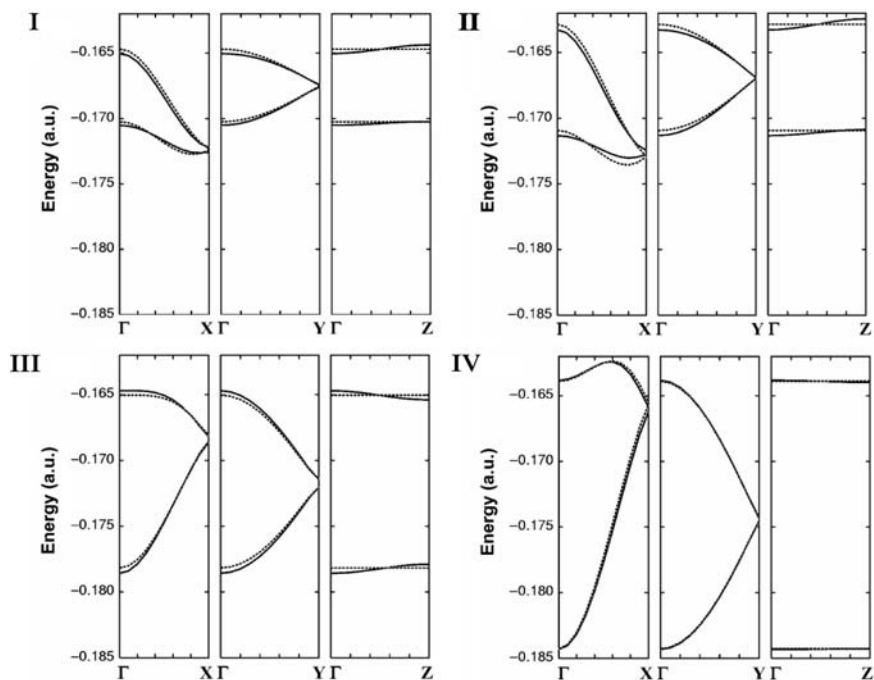 I
Energy (a.u.)
−0.165
−0.170
−0.175
−0.180
−0.185
Γ X Γ Y Γ Z
II
Energy (a.u.)
−0.165
−0.170
−0.175
−0.180
−0.185
Γ X Γ Y Γ Z
III
Energy (a.u.)
−0.165
−0.170
−0.175
−0.180
−0.185
Γ X Γ Y Γ Z
IV
Energy (a.u.)
−0.165
−0.170
−0.175
−0.180
−0.185
Γ X Γ Y Γ Z